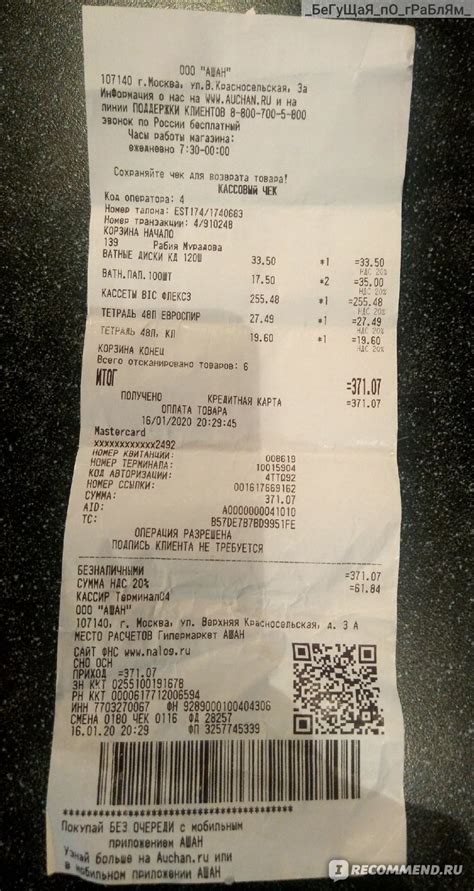 _БеГуЩаЯ_пО_гРаБлЯм_
ООО "АШАН"
107140 г.Москва, ул.В.Красносельская, 3а
Информация о нас на WWW.AUCHAN.RU и на
линии ПОДДЕРЖКИ КЛИЕНТОВ 8-800-700-5-800
звонок по России бесплатный
Часы работы магазина:
ежедневно 7:30-00:00
Сохраняйте чек для возврата товара!
КАССОВЫЙ ЧЕК
Код оператора: 4
Номер талона: EST174/1740663
Номер транзакции: 4/910248
КОРЗИНА НАЧАЛО
139 Рабия Мурадова
ВАТНЫЕ ДИСКИ КД 120Ш 33.50 *1 =33.50
НДС 20%
ВАТН.ПАЛ.100ШТ 17.50 *2 =35.00
НДС 20%
КАССЕТЫ BIC ФЛЕКС3 255.48 *1 =255.48
НДС 20%
ТЕТРАДЬ 48Л ЕВРОСПИР 27.49 *1 =27.49
НДС 20%
ТЕТРАДЬ 48Л, КЛ 19.60 *1 =19.60
НДС 20%
КОРЗИНА КОНЕЦ
Всего отсканировано товаров: 6
ИТОГ =371.07
ПОЛУЧЕНО КРЕДИТНАЯ КАРТА =371.07
ОПЛАТА ТОВАРА
16/01/2020 20:29:45
Mastercard
xxxxxxxxxxxx2492
НОМЕР КВИТАНЦИИ: 008619
НОМЕР ТЕРМИНАЛА: 10015904
КОД АВТОРИЗАЦИИ: 4TTQ92
НОМЕР ССЫЛКИ: 001617669162
СУММА: 371.07
AID: A0000000041010
TC: B57DE7B7BD9951FE
ОПЕРАЦИЯ РАЗРЕШЕНА
ПОДПИСЬ КЛИЕНТА НЕ ТРЕБУЕТСЯ
БЕЗНАЛИЧНЫМИ =371.07
СУММА НДС 20% =61.84
КАССИР Терминал04
ООО "АШАН"
107140, г. Москва, ул. Верхняя Красносельская, д. 3 А
МЕСТО РАСЧЕТОВ Гипермаркет АШАН
САЙТ ФНС www.nalog.ru
СНО ОСН
ПРИХОД =371.07
ЗН ККТ 0255100191678
РН ККТ 0000617712006594
ИНН 7703270067 ФН 9289000100404306
СМЕНА 0180 ЧЕК 0116 ФД 28257
16.01.20 20:29 ФП 3257745339
Покупай БЕЗ ОЧЕРЕДИ с мобильным
приложением АШАН
Узнай больше на Auchan.ru или
в мобильном приложении АШАН
IRECOMMEND.RU